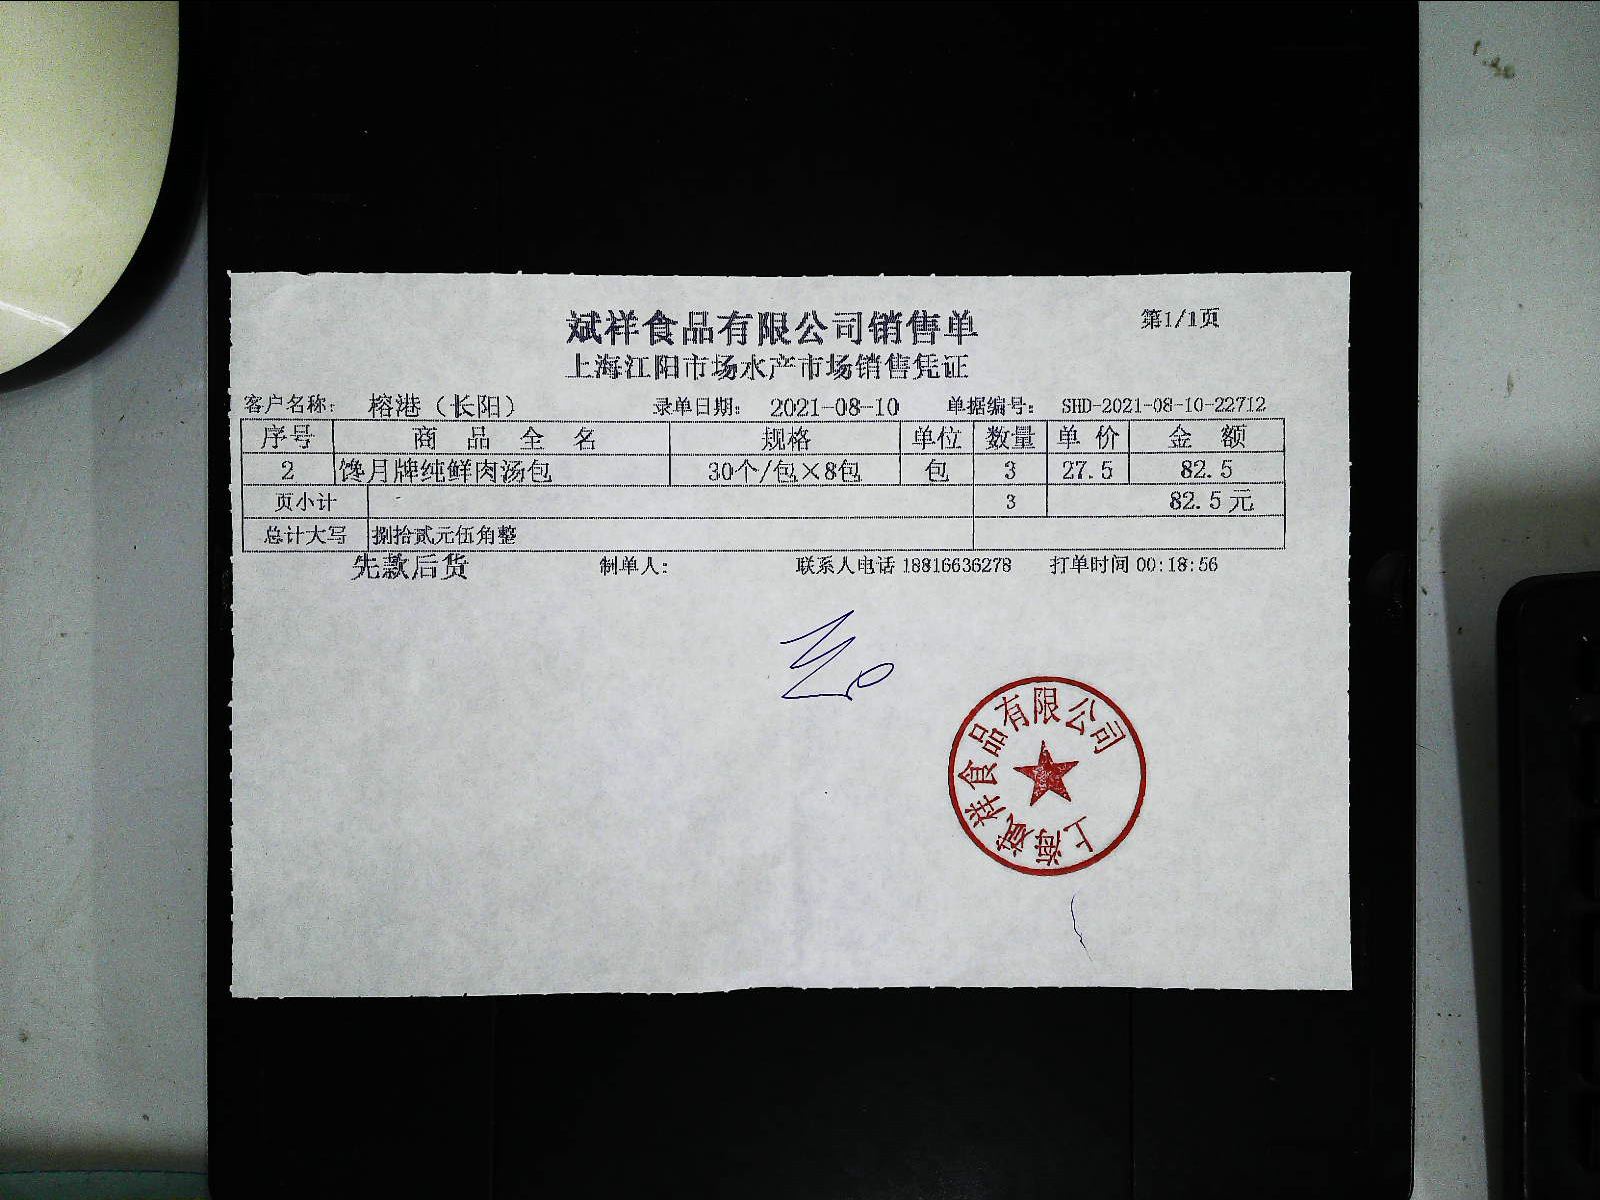 斌祥食品有限公司销售单 第1/1页
上海江阳市场水产市场销售凭证
客户名称: 榕港（长阳） 录单日期: 2021-08-10 单据编号: SHD-2021-08-10-22712
序号 商品全名 规格 单位 数量 单价 金额
2 馋月牌纯鲜肉汤包 30个/包×8包 包 3 27.5 82.5
页小计 3 82.5元
总计大写 捌拾贰元伍角整
先款后货 制单人: 联系人电话 18816636278 打单时间 00:18:56
上海斌祥食品有限公司